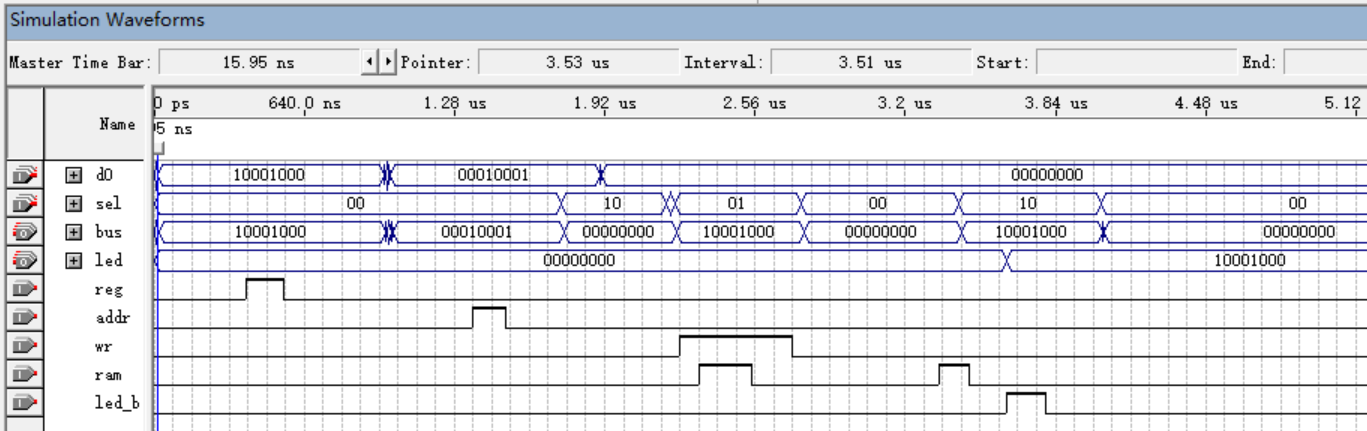 Simulation Waveforms
Master Time Bar: 15.95 ns Pointer: 3.53 us Interval: 3.51 us Start: End:
0 ps 640.0 ns 1.28 us 1.92 us 2.56 us 3.2 us 3.84 us 4.48 us 5.12
Name
5 ns
d0 10001000 00010001 00000000
sel 00 10 01 00 10 00
bus 10001000 00010001 00000000 10001000 00000000 10001000 00000000
led 00000000 10001000
reg
addr
wr
ram
led_b